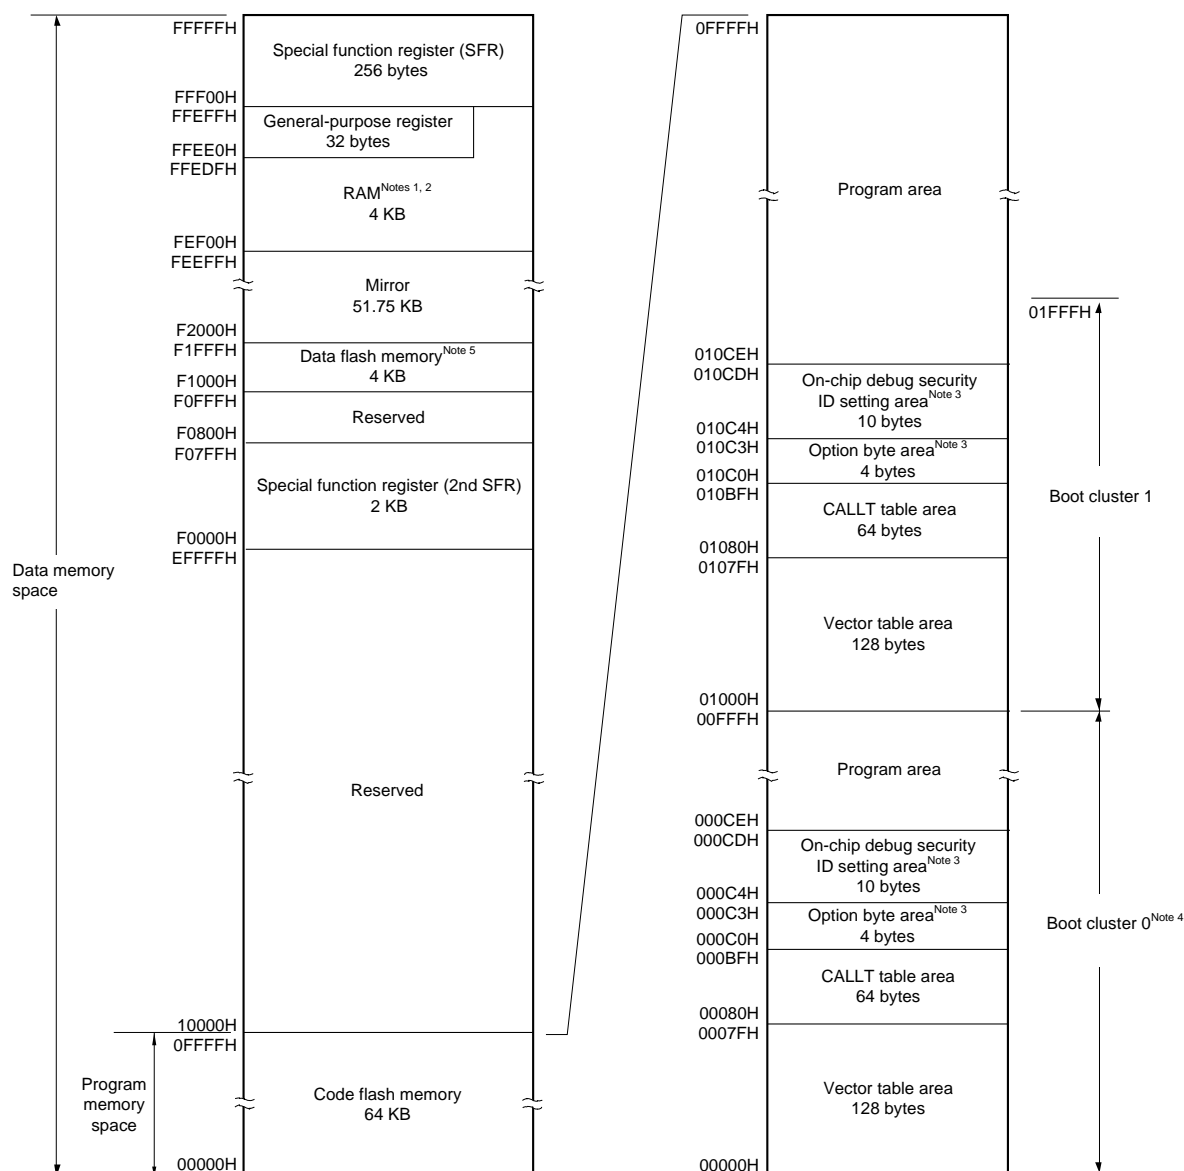 FFFFFH
Special function register (SFR)
256 bytes
FFF00H
FFEFFH
General-purpose register
32 bytes
FFEE0H
FFEDFH
RAMNotes 1, 2
4 KB
FEF00H
FEEFFH
Mirror
51.75 KB
F2000H
F1FFFH
Data flash memoryNote 5
4 KB
F1000H
F0FFFH
Reserved
F0800H
F07FFH
Special function register (2nd SFR)
2 KB
F0000H
EFFFFH
Data memory
space
Reserved
10000H
0FFFFH
Program
memory
space
Code flash memory
64 KB
00000H
0FFFFH
Program area
01FFFH
010CEH
010CDH
On-chip debug security
ID setting areaNote 3
10 bytes
010C4H
010C3H
Option byte areaNote 3
4 bytes
010C0H
010BFH
Boot cluster 1
CALLT table area
64 bytes
01080H
0107FH
Vector table area
128 bytes
01000H
00FFFH
Program area
000CEH
000CDH
On-chip debug security
ID setting areaNote 3
10 bytes
000C4H
000C3H
Option byte areaNote 3
4 bytes
Boot cluster 0Note 4
000C0H
000BFH
CALLT table area
64 bytes
00080H
0007FH
Vector table area
128 bytes
00000H